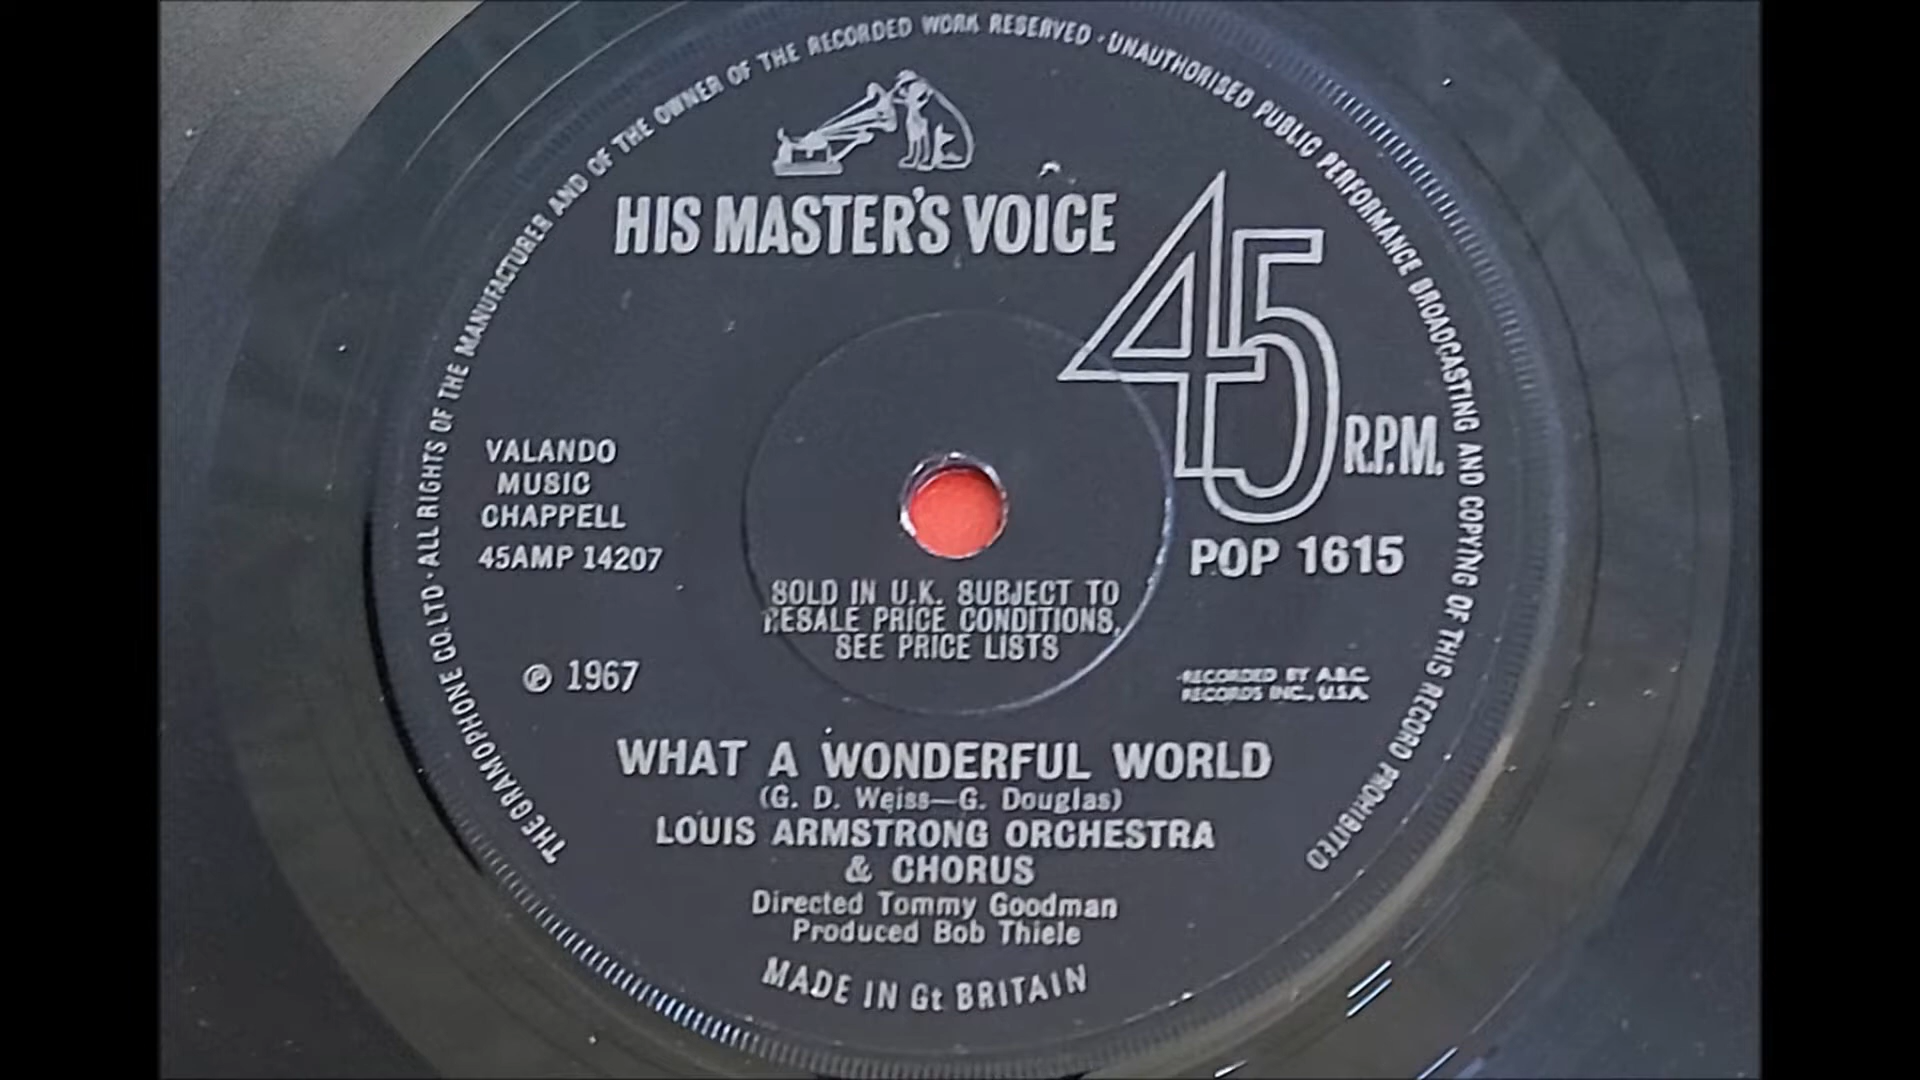 THE GRAMOPHONE CO. LTD · ALL RIGHTS OF THE MANUFACTURER AND OF THE OWNER OF THE RECORDED WORK RESERVED · UNAUTHORISED PUBLIC PERFORMANCE BROADCASTING AND COPYING OF THIS RECORD PROHIBITED
HIS MASTER'S VOICE
45
R.P.M.
VALANDO
MUSIC
CHAPPELL
45AMP 14207
POP 1615
SOLD IN U.K. SUBJECT TO
RESALE PRICE CONDITIONS,
SEE PRICE LISTS
℗ 1967
RECORDED BY A.B.C.
RECORDS INC., U.S.A.
WHAT A WONDERFUL WORLD
(G. D. Weiss—G. Douglas)
LOUIS ARMSTRONG ORCHESTRA
& CHORUS
Directed Tommy Goodman
Produced Bob Thiele
MADE IN Gt BRITAIN